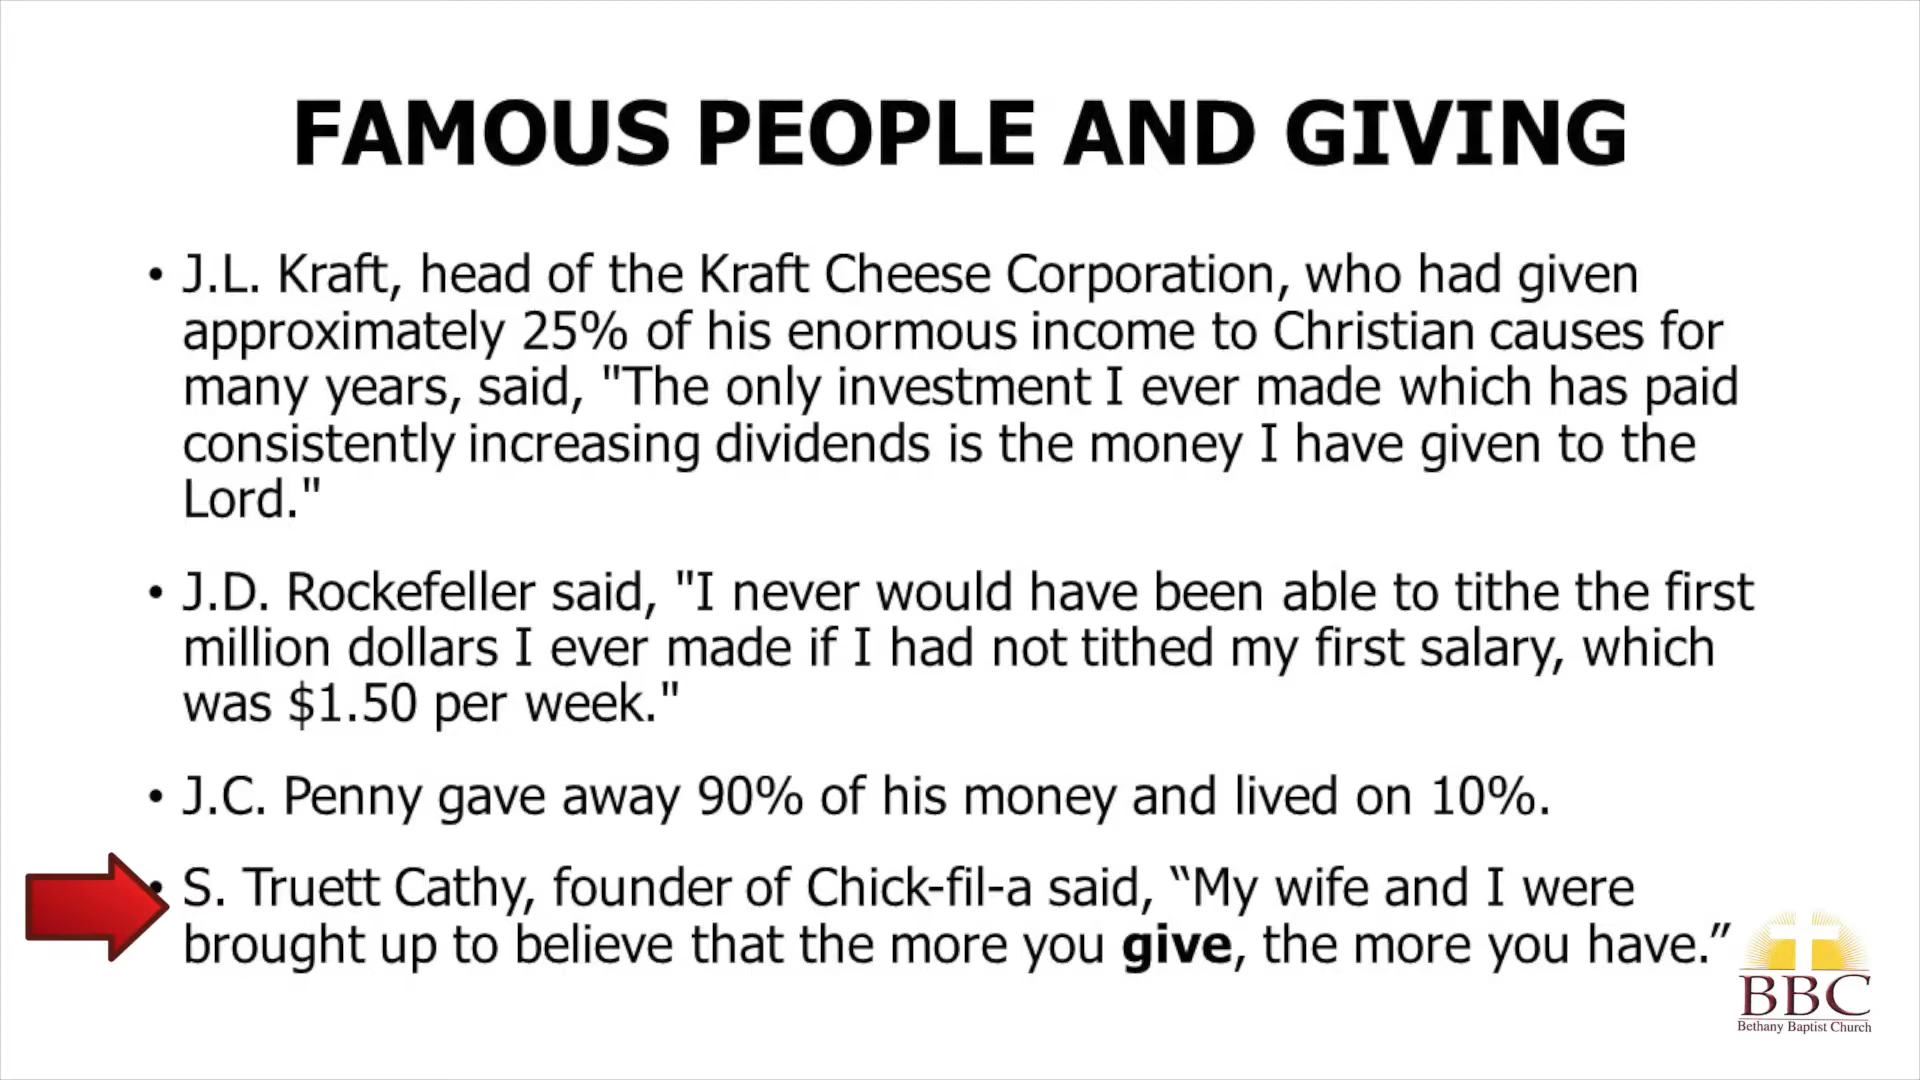 FAMOUS PEOPLE AND GIVING
• J.L. Kraft, head of the Kraft Cheese Corporation, who had given
approximately 25% of his enormous income to Christian causes for
many years, said, "The only investment I ever made which has paid
consistently increasing dividends is the money I have given to the
Lord."
• J.D. Rockefeller said, "I never would have been able to tithe the first
million dollars I ever made if I had not tithed my first salary, which
was $1.50 per week."
• J.C. Penny gave away 90% of his money and lived on 10%.
• S. Truett Cathy, founder of Chick-fil-a said, “My wife and I were
brought up to believe that the more you give, the more you have.”
BBC
Bethany Baptist Church